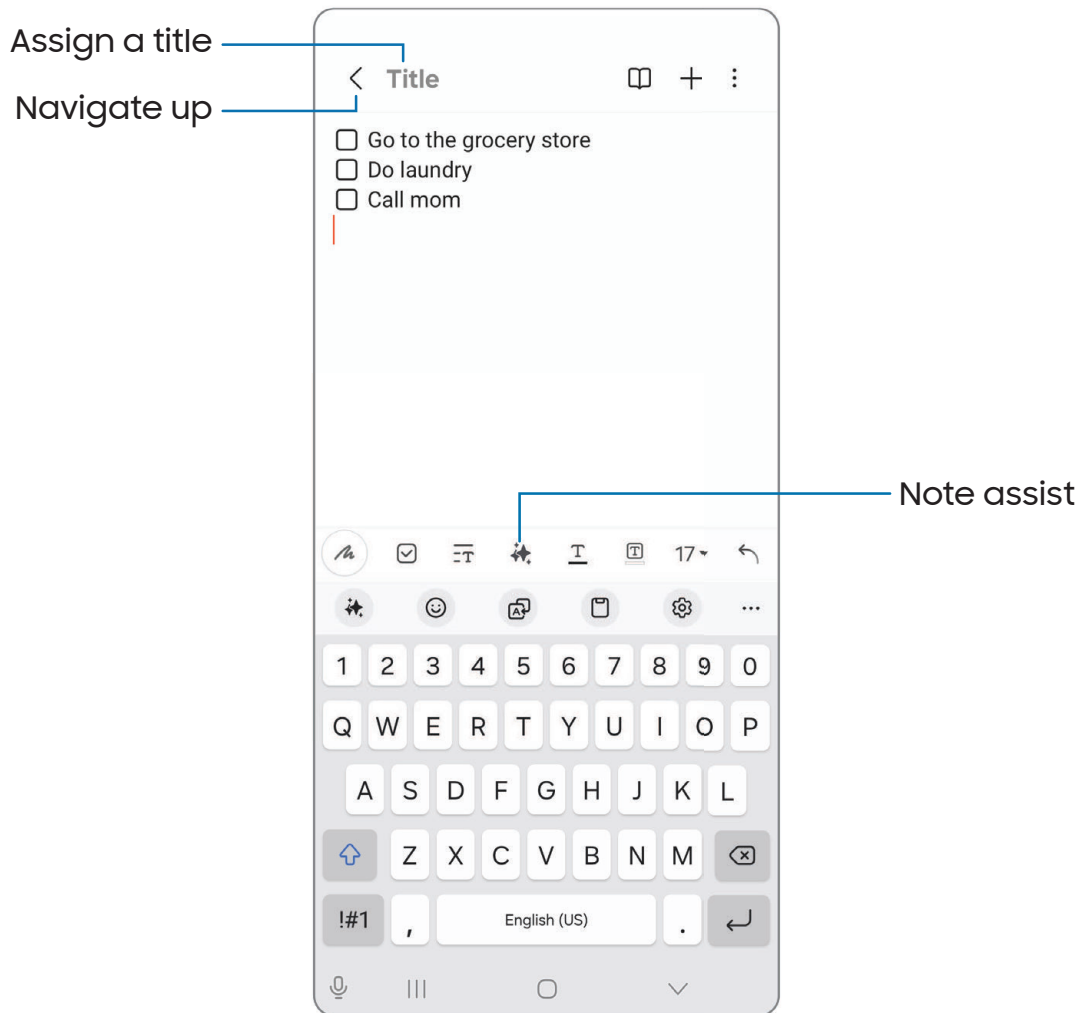 Assign a title
Title
Navigate up
Go to the grocery store
Do laundry
Call mom
Note assist
T T T 17
A
1 2 3 4 5 6 7 8 9 0
Q W E R T Y U I O P
A S D F G H J K L
Z X C V B N M
!#1 , English (US) .